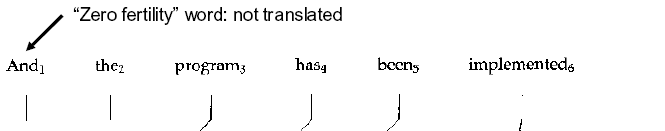 “Zero fertility” word: not translated
And₁ the₂ program₃ has₄ been₅ implemented₆